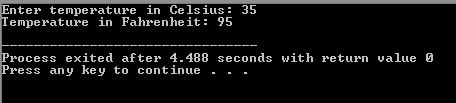 Enter temperature in Celsius: 35
Temperature in Fahrenheit: 95
--------------------------------
Process exited after 4.488 seconds with return value 0
Press any key to continue . . .